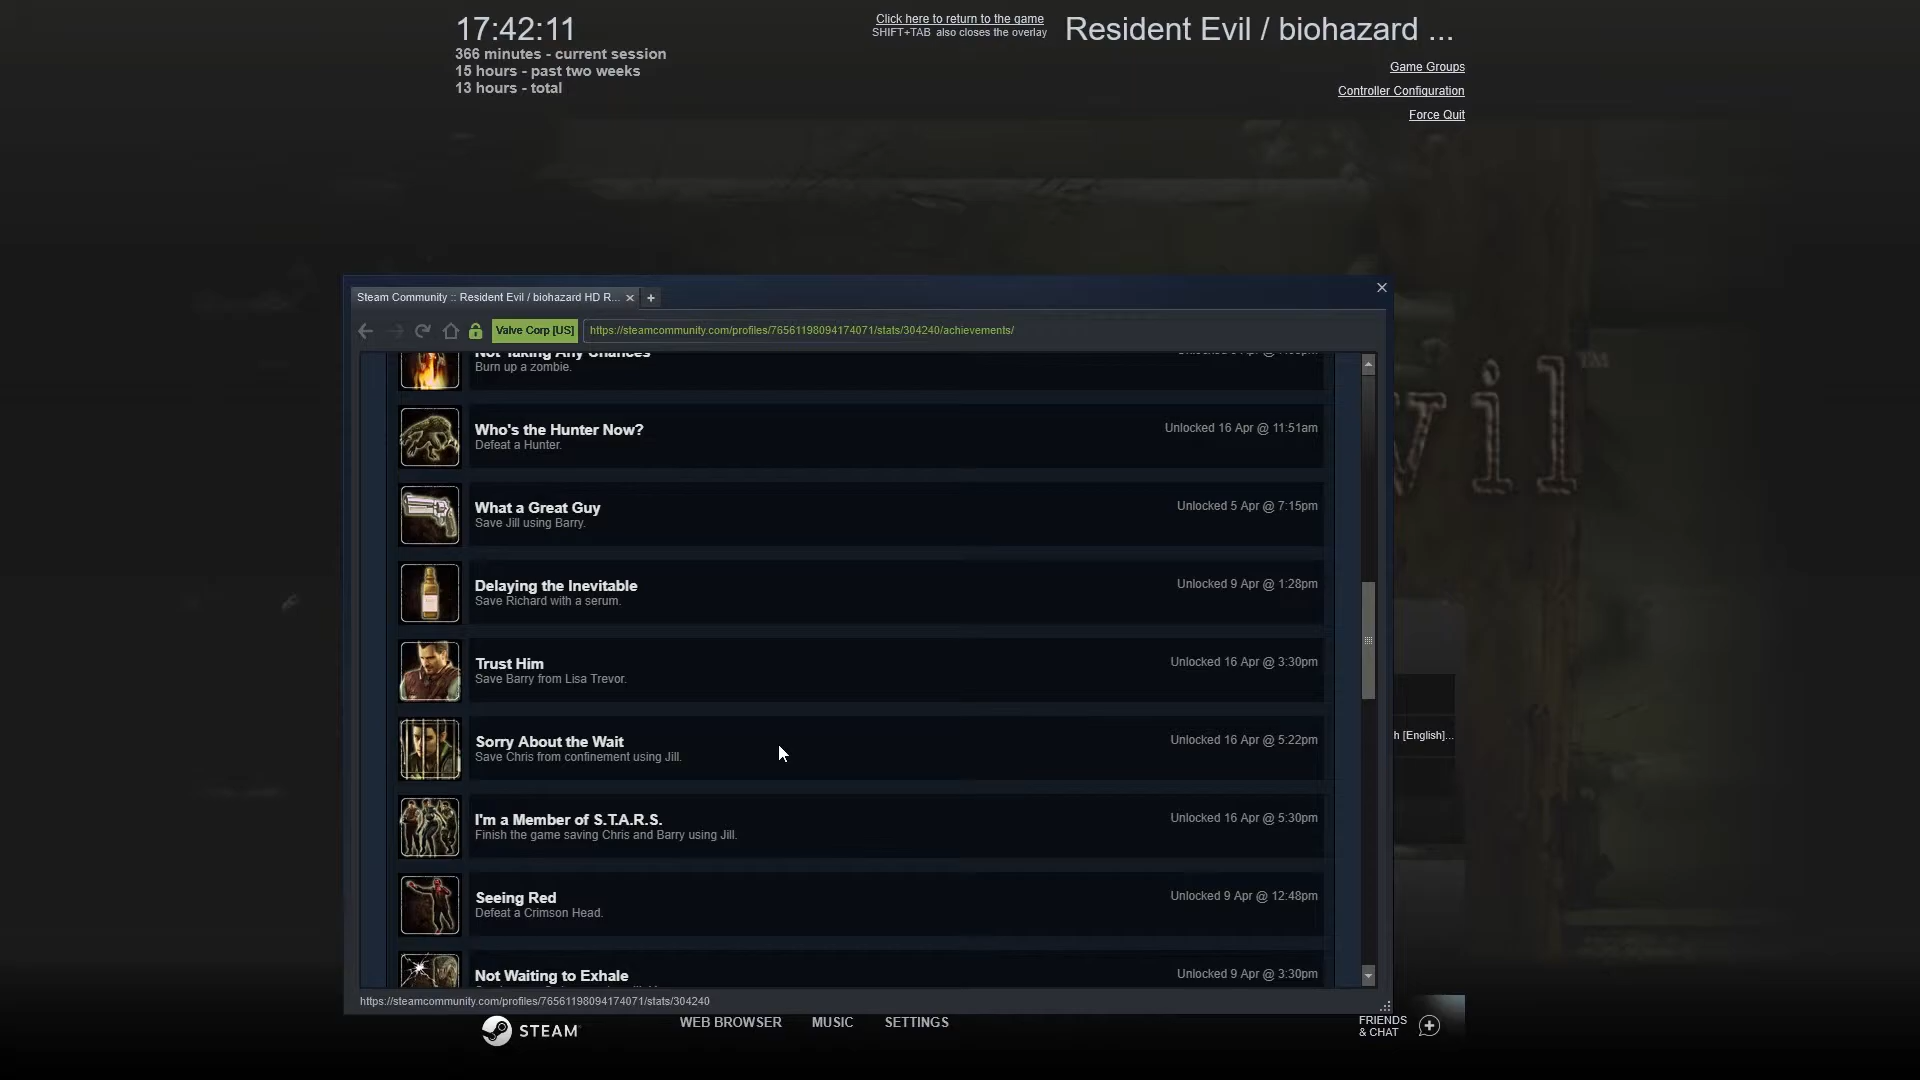 17:42:11
366 minutes - current session
15 hours - past two weeks
13 hours - total
Click here to return to the game
SHIFT+TAB also closes the overlay
Resident Evil / biohazard ...
Game Groups
Controller Configuration
Force Quit
Steam Community :: Resident Evil / biohazard HD R...
Valve Corp [US]
https://steamcommunity.com/profiles/76561198094174071/stats/304240/achievements/
Not Taking Any Chances
Burn up a zombie.
Who's the Hunter Now?
Defeat a Hunter.
Unlocked 16 Apr @ 11:51am
What a Great Guy
Save Jill using Barry.
Unlocked 5 Apr @ 7:15pm
Delaying the Inevitable
Save Richard with a serum.
Unlocked 9 Apr @ 1:28pm
Trust Him
Save Barry from Lisa Trevor.
Unlocked 16 Apr @ 3:30pm
Sorry About the Wait
Save Chris from confinement using Jill.
Unlocked 16 Apr @ 5:22pm
I'm a Member of S.T.A.R.S.
Finish the game saving Chris and Barry using Jill.
Unlocked 16 Apr @ 5:30pm
Seeing Red
Defeat a Crimson Head.
Unlocked 9 Apr @ 12:48pm
Not Waiting to Exhale
Unlocked 9 Apr @ 3:30pm
vil™
h [English]...
https://steamcommunity.com/profiles/76561198094174071/stats/304240
STEAM
WEB BROWSER
MUSIC
SETTINGS
FRIENDS
& CHAT